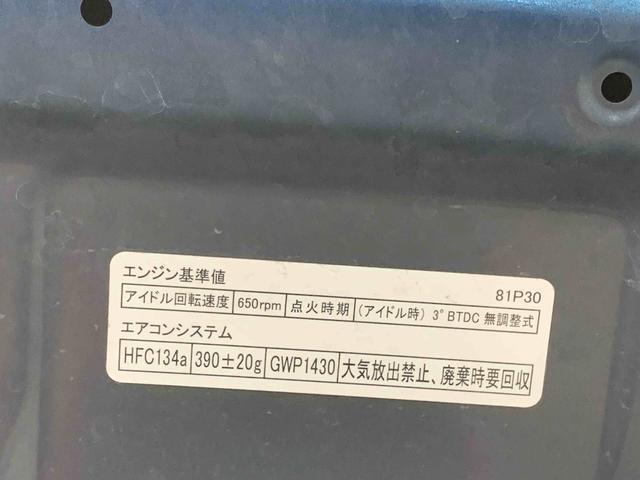 エンジン基準値 81P30
アイドル回転速度 650rpm 点火時期 (アイドル時) 3°BTDC 無調整式
エアコンシステム
HFC134a 390±20g GWP1430 大気放出禁止、廃棄時要回収